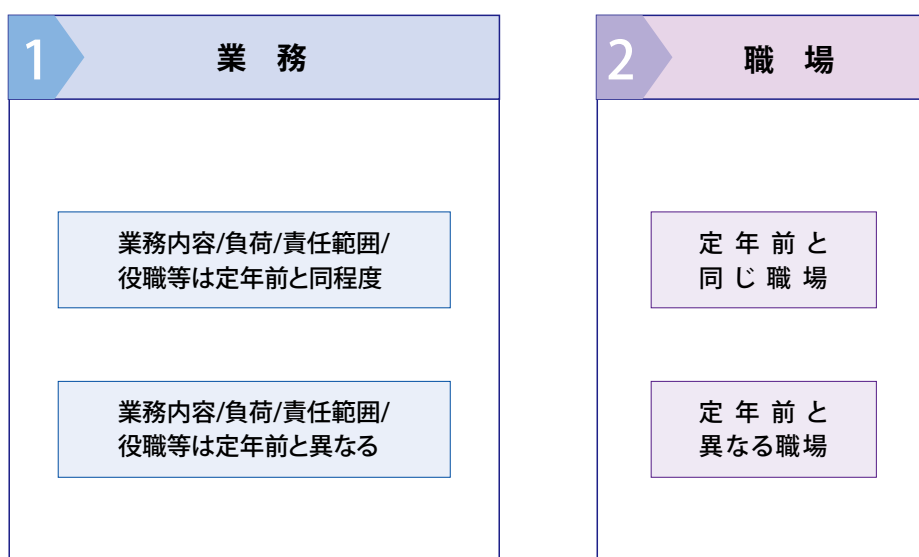 1 業 務
業務内容/負荷/責任範囲/
役職等は定年前と同程度
業務内容/負荷/責任範囲/
役職等は定年前と異なる
2 職 場
定年前と
同じ職場
定年前と
異なる職場